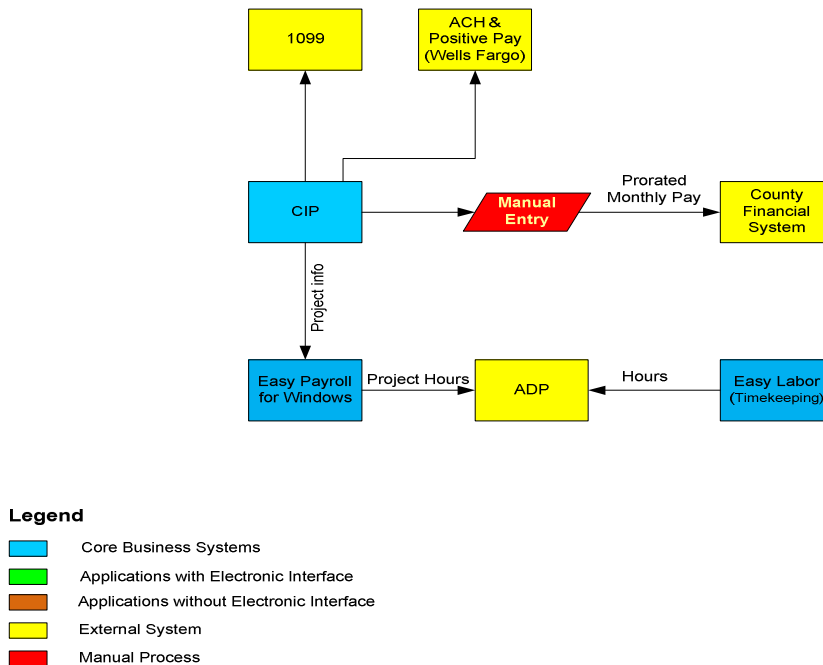 1099
ACH &
Positive Pay
(Wells Fargo)
CIP
Manual
Entry
Prorated
Monthly Pay
County
Financial
System
Project info
Easy Payroll
for Windows
Project Hours
ADP
Hours
Easy Labor
(Timekeeping)
Legend
Core Business Systems
Applications with Electronic Interface
Applications without Electronic Interface
External System
Manual Process